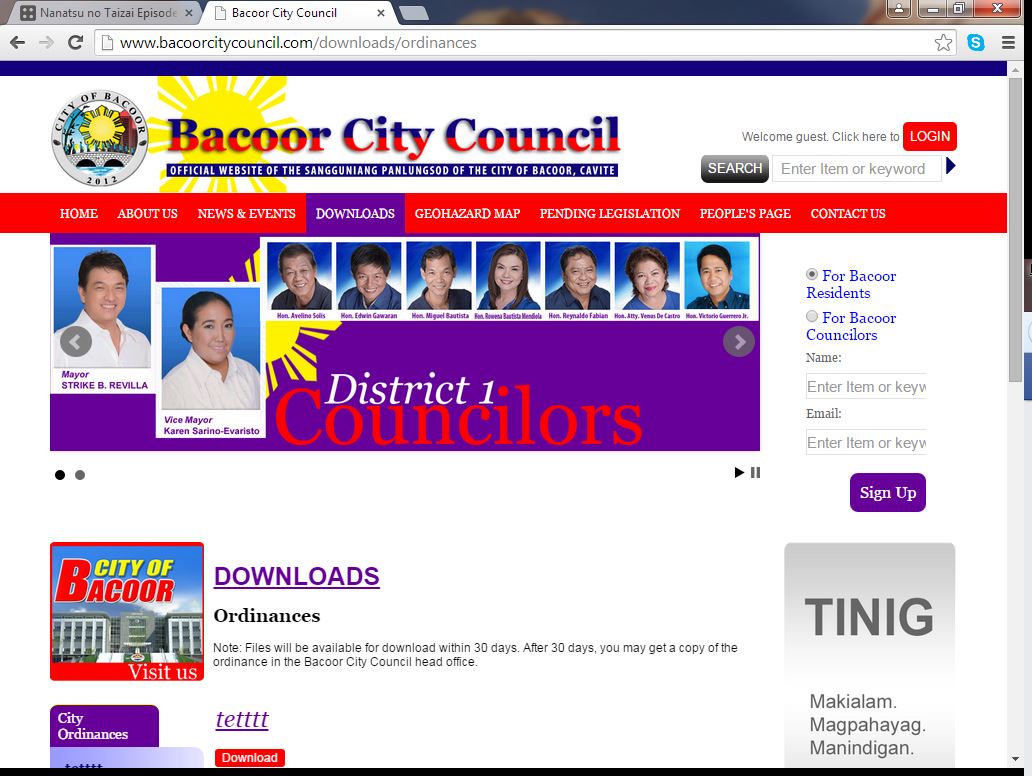 Nanatsu no Taizai Episode
Bacoor City Council
www.bacoorcitycouncil.com/downloads/ordinances
CITY OF BACOOR
2012
Bacoor City Council
OFFICIAL WEBSITE OF THE SANGGUNIANG PANLUNGSOD OF THE CITY OF BACOOR, CAVITE
Welcome guest. Click here to LOGIN
SEARCH Enter Item or keyword
HOME ABOUT US NEWS & EVENTS DOWNLOADS GEOHAZARD MAP PENDING LEGISLATION PEOPLE'S PAGE CONTACT US
Hon. Avelino Solis Hon. Edwin Gawaran Hon. Miguel Bautista Hon. Rowena Bautista Mendiola Hon. Reynaldo Fabian Hon. Atty. Venus De Castro Hon. Victorio Guerrero Jr.
Mayor
STRIKE B. REVILLA
Vice Mayor
Karen Sarino-Evaristo
District 1
Councilors
For Bacoor
Residents
For Bacoor
Councilors
Name:
Enter Item or keyw
Email:
Enter Item or keyw
Sign Up
CITY OF
BACOOR
Visit us
DOWNLOADS
Ordinances
Note: Files will be available for download within 30 days. After 30 days, you may get a copy of the
ordinance in the Bacoor City Council head office.
City
Ordinances
tetttt
tetttt
Download
TINIG
Makialam.
Magpahayag.
Manindigan.